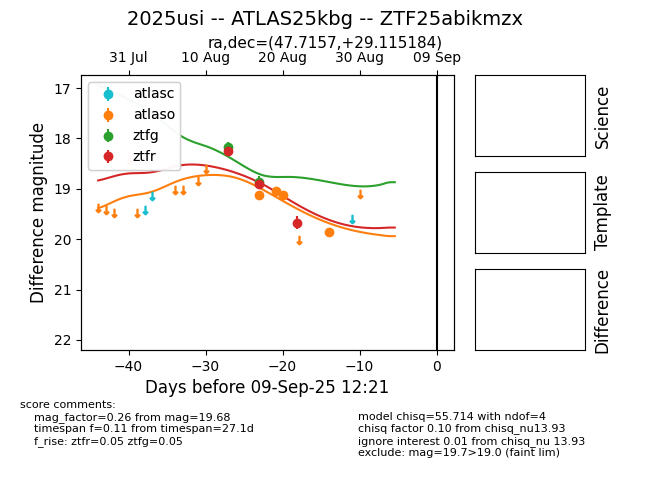 2025usi -- ATLAS25kbg -- ZTF25abikmzx
ra,dec=(47.7157,+29.115184)
31 Jul 10 Aug 20 Aug 30 Aug 09 Sep
17
18
19
20
21
22
Difference magnitude
atlasc
atlaso
ztfg
ztfr
−40 −30 −20 −10 0
Days before 09-Sep-25 12:21
Science
Template
Difference
score comments:
mag_factor=0.26 from mag=19.68
timespan f=0.11 from timespan=27.1d
f_rise: ztfr=0.05 ztfg=0.05
model chisq=55.714 with ndof=4
chisq factor 0.10 from chisq_nu13.93
ignore interest 0.01 from chisq_nu 13.93
exclude: mag=19.7>19.0 (faint lim)